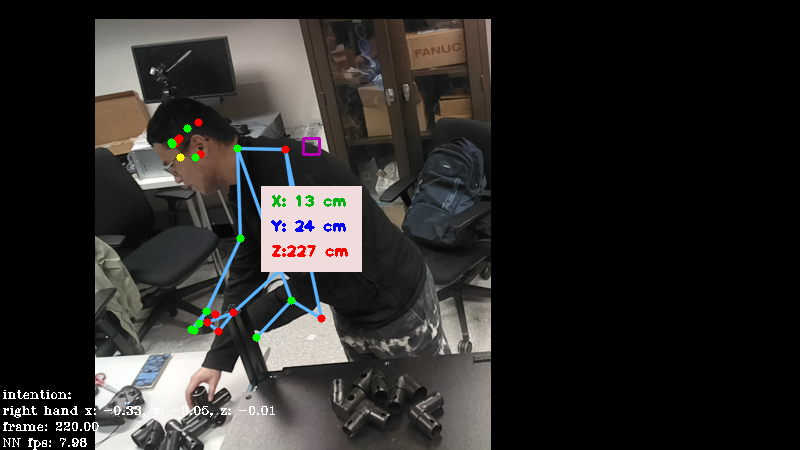 FANUC
X: 13 cm
Y: 24 cm
Z:227 cm
intention:
right hand x: -0.33, y: -0.05, z: -0.01
frame: 220.00
NN fps: 7.98